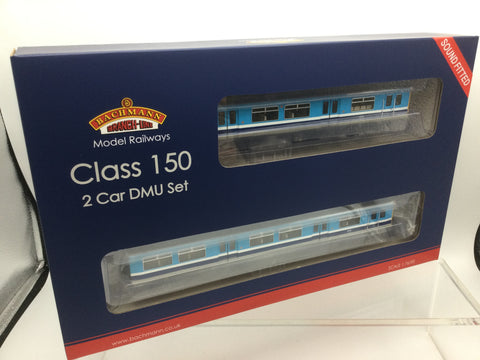 SOUND FITTED
BACHMANN
BRANCH-LINE
Model Railways
Class 150
2 Car DMU Set
www.bachmann.co.uk